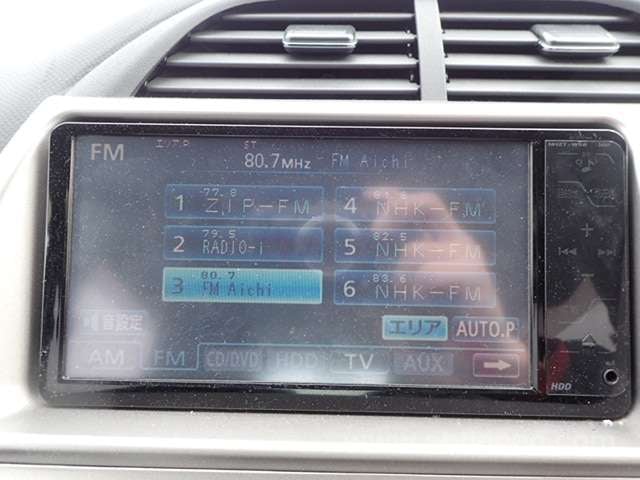 FM エリアP ST 80.7MHz FM Aichi
77.8
1 ZIP-FM
4 NHK-FM
79.5
2 RADIO-i
82.5
5 NHK-FM
80.7
3 FM Aichi
83.6
6 NHK-FM
音設定
エリア AUTO.P
AM FM CD/DVD HDD TV AUX
HDD